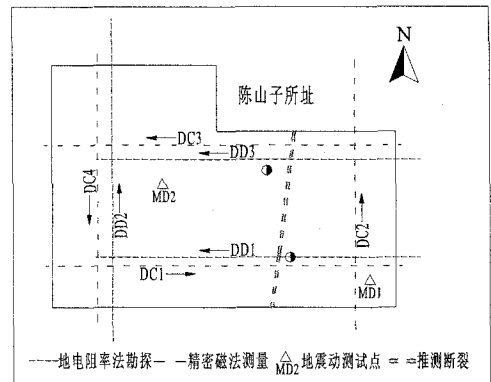 N
陈山子所址
DC3
DD3
DC4
DD2
MD2
DC2
DD1
DC1
MD1
地电阻率法勘探 精密磁法测量 MD2 地震动测试点 推测断裂